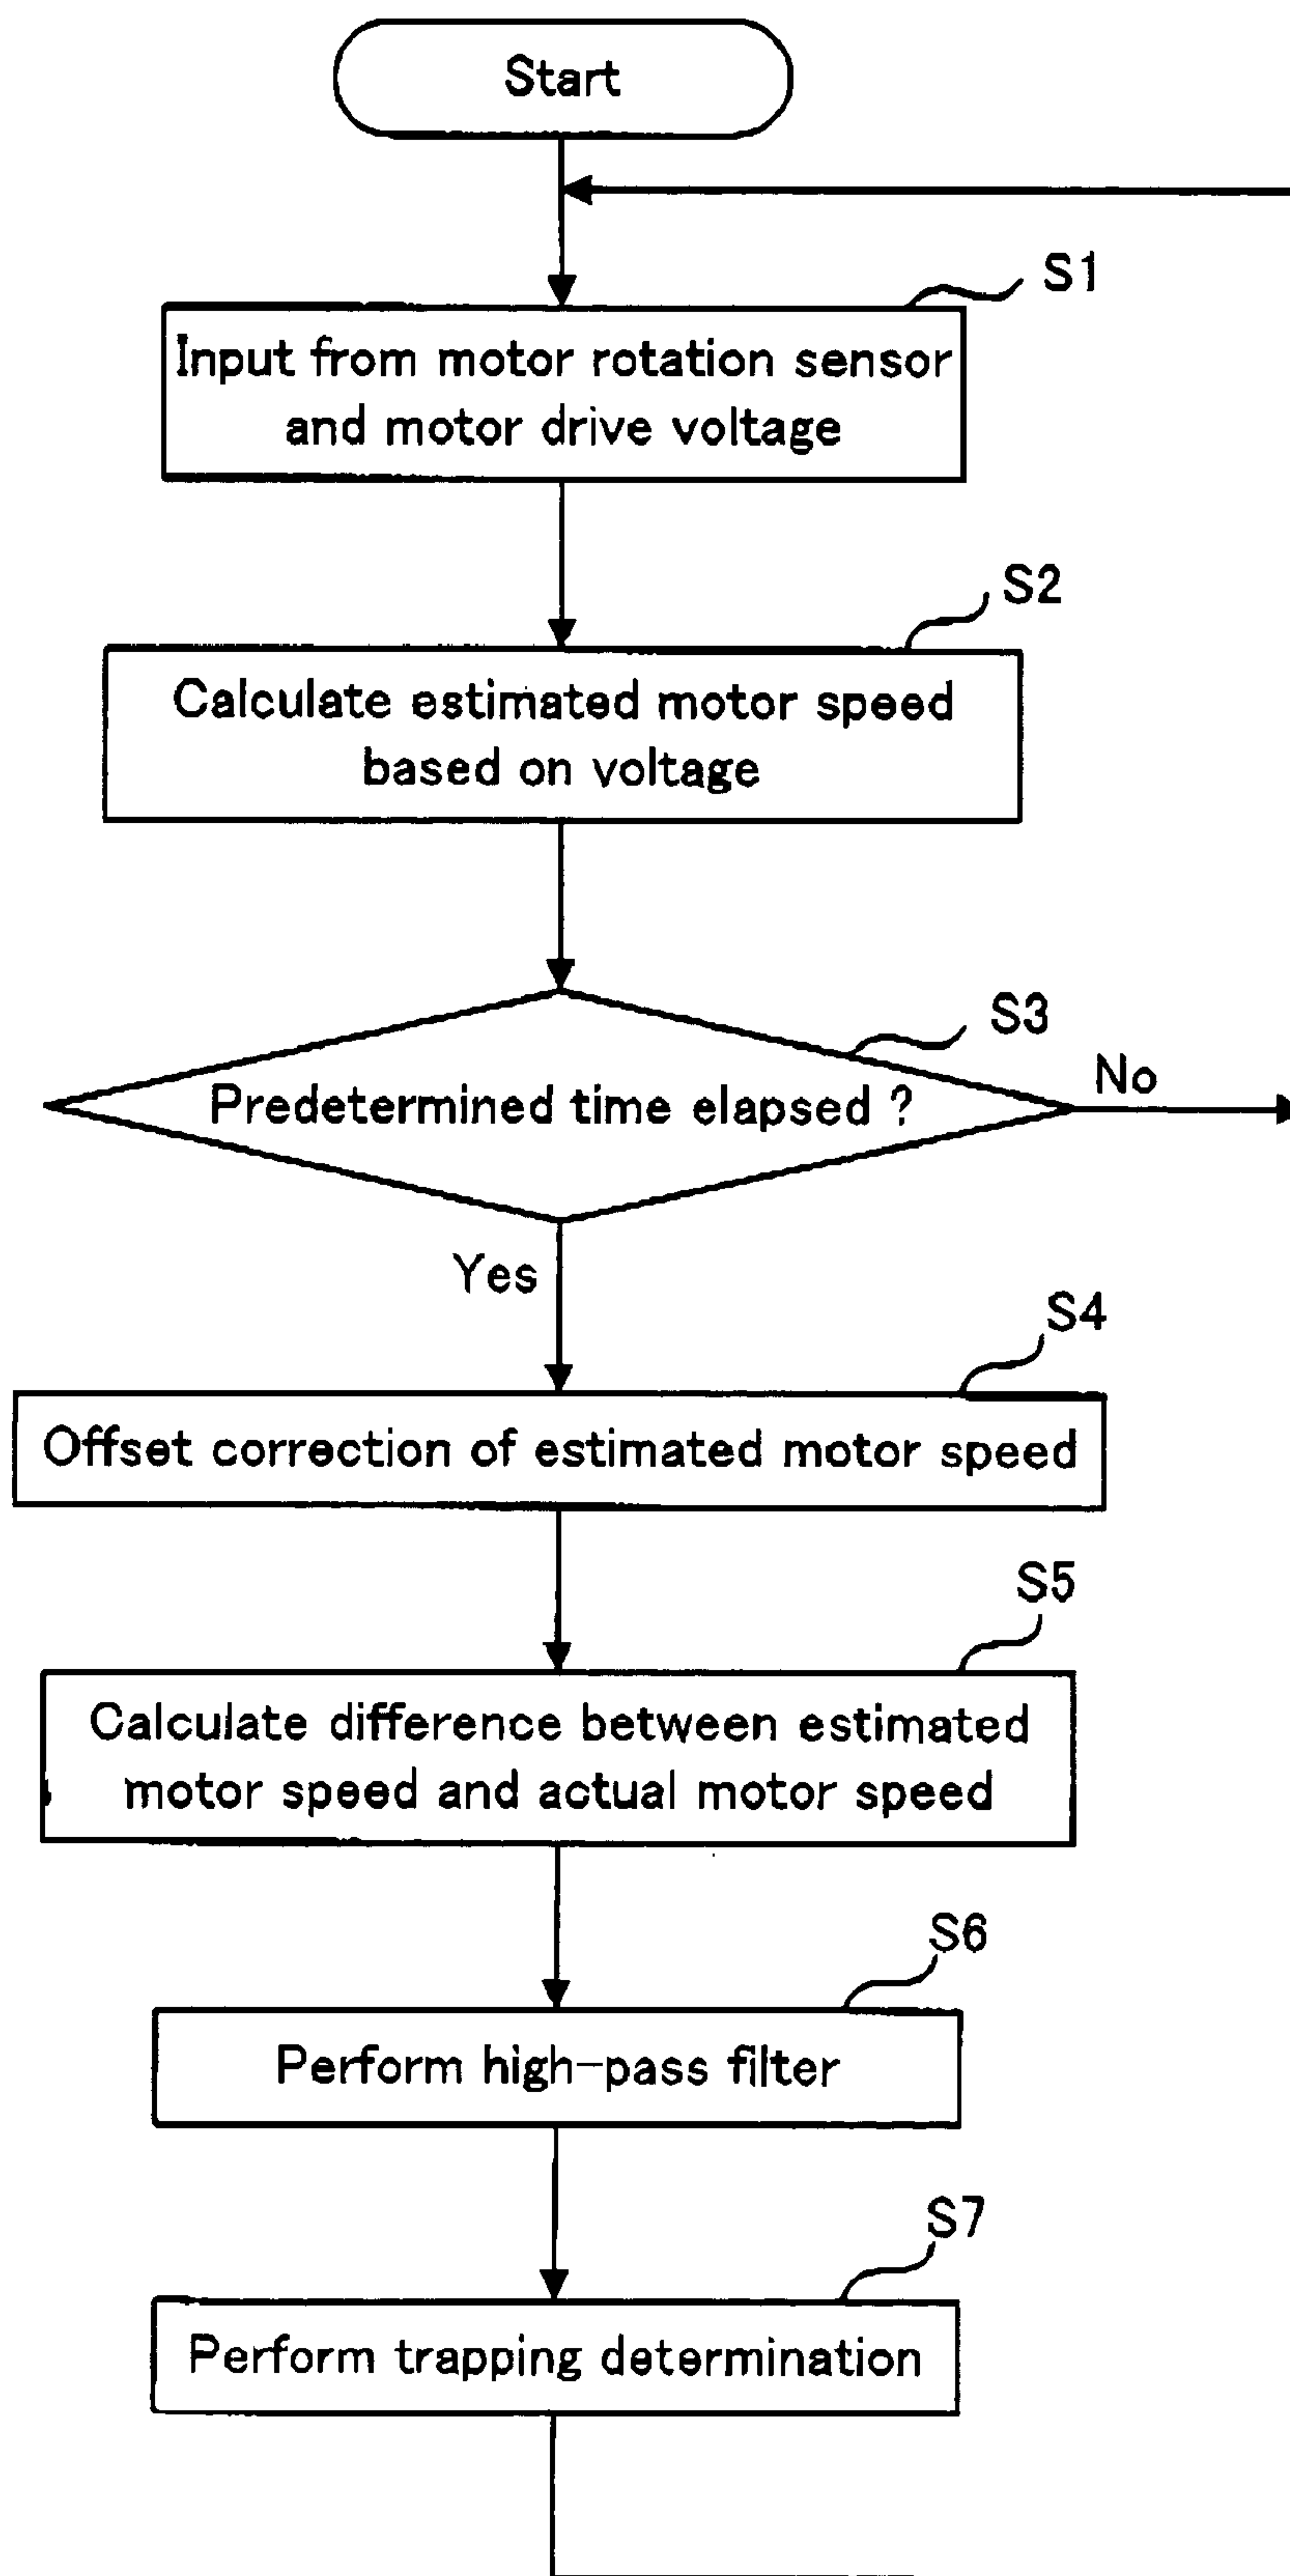 Start
S1
Input from motor rotation sensor
and motor drive voltage
S2
Calculate estimated motor speed
based on voltage
S3
Predetermined time elapsed ?
No
Yes
S4
Offset correction of estimated motor speed
S5
Calculate difference between estimated
motor speed and actual motor speed
S6
Perform high-pass filter
S7
Perform trapping determination